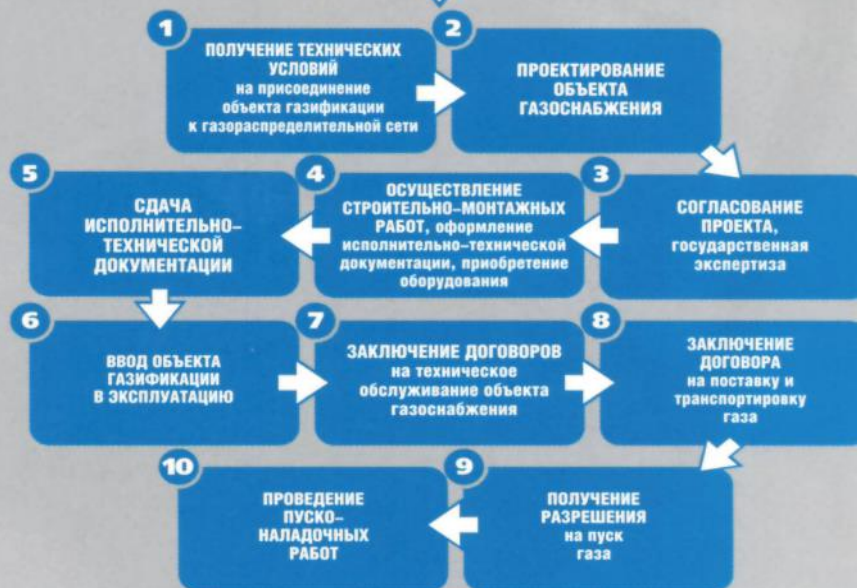 1
ПОЛУЧЕНИЕ ТЕХНИЧЕСКИХ
УСЛОВИЙ
на присоединение
объекта газификации
к газораспределительной сети
2
ПРОЕКТИРОВАНИЕ
ОБЪЕКТА
ГАЗОСНАБЖЕНИЯ
3
СОГЛАСОВАНИЕ
ПРОЕКТА,
государственная
экспертиза
4
ОСУЩЕСТВЛЕНИЕ
СТРОИТЕЛЬНО–МОНТАЖНЫХ
РАБОТ, оформление
исполнительно–технической
документации, приобретение
оборудования
5
СДАЧА
ИСПОЛНИТЕЛЬНО–
ТЕХНИЧЕСКОЙ
ДОКУМЕНТАЦИИ
6
ВВОД ОБЪЕКТА
ГАЗИФИКАЦИИ
В ЭКСПЛУАТАЦИЮ
7
ЗАКЛЮЧЕНИЕ ДОГОВОРОВ
на техническое
обслуживание объекта
газоснабжения
8
ЗАКЛЮЧЕНИЕ
ДОГОВОРА
на поставку и
транспортировку
газа
9
ПОЛУЧЕНИЕ
РАЗРЕШЕНИЯ
на пуск
газа
10
ПРОВЕДЕНИЕ
ПУСКО–
НАЛАДОЧНЫХ
РАБОТ